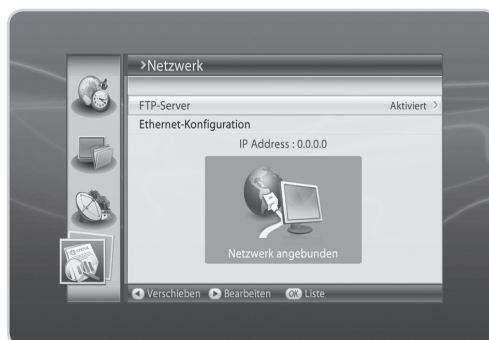 >Netzwerk
FTP-Server Aktiviert >
Ethernet-Konfiguration
IP Address : 0.0.0.0
Netzwerk angebunden
Verschieben Bearbeiten OK Liste